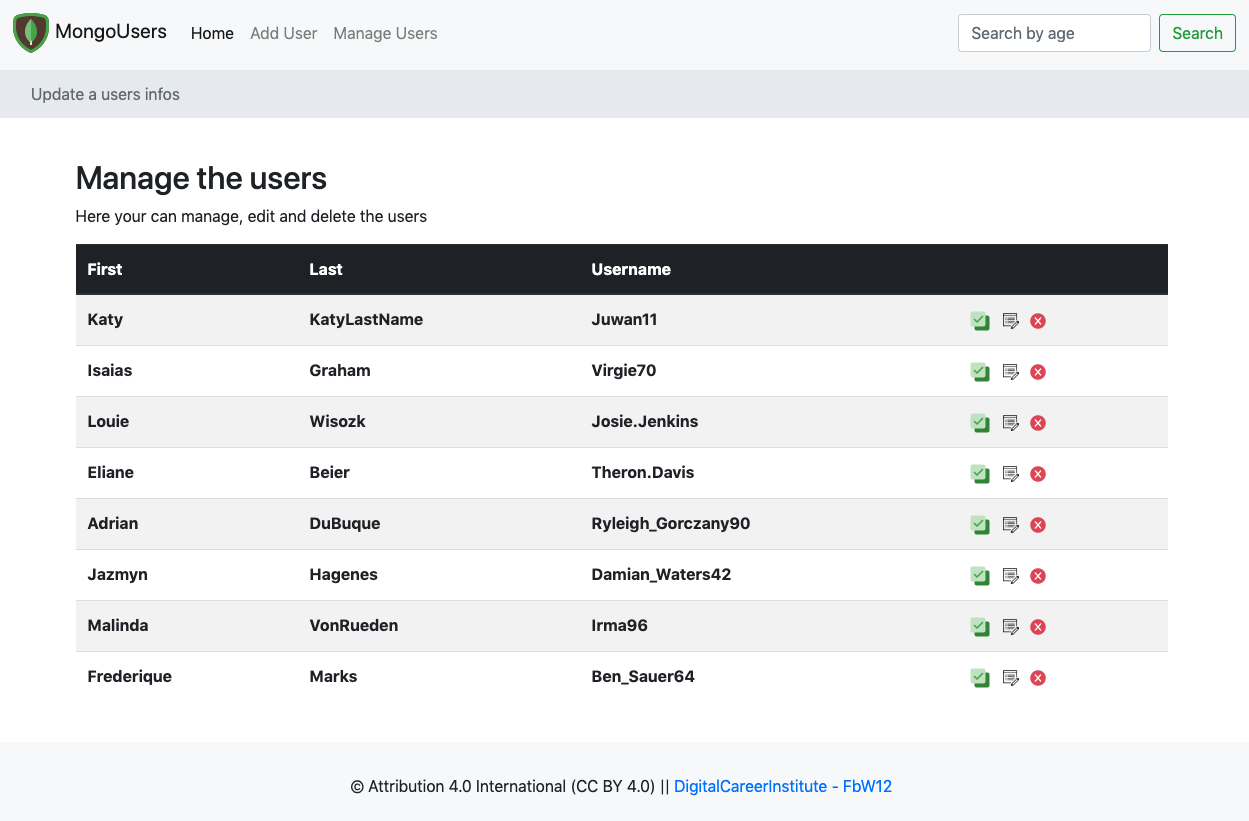 MongoUsers Home Add User Manage Users Search by age Search
Update a users infos
Manage the users
Here your can manage, edit and delete the users
First Last Username
Katy KatyLastName Juwan11
Isaias Graham Virgie70
Louie Wisozk Josie.Jenkins
Eliane Beier Theron.Davis
Adrian DuBuque Ryleigh_Gorczany90
Jazmyn Hagenes Damian_Waters42
Malinda VonRueden Irma96
Frederique Marks Ben_Sauer64
© Attribution 4.0 International (CC BY 4.0) || DigitalCareerInstitute - FbW12